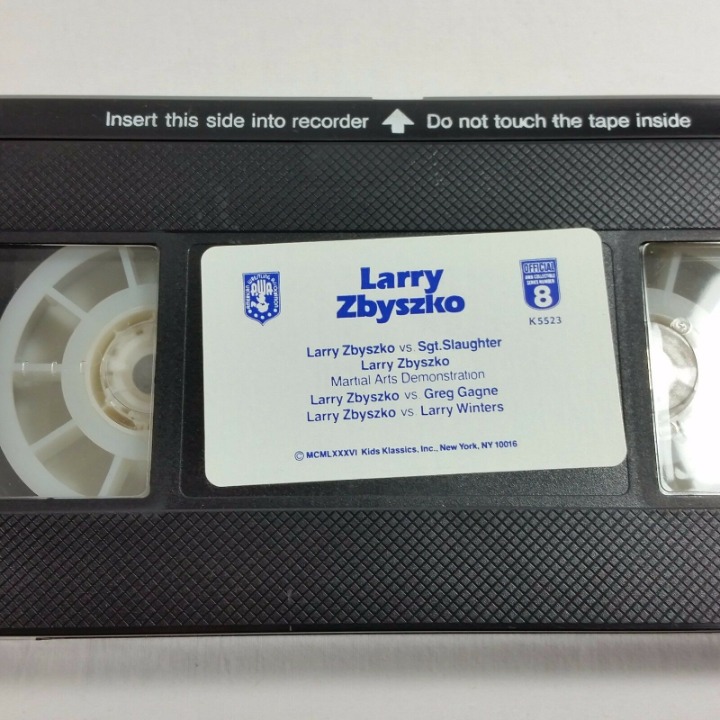 Insert this side into recorder Do not touch the tape inside
AWA
Larry
Zbyszko
OFFICIAL
8
K5523
Larry Zbyszko vs. Sgt.Slaughter
Larry Zbyszko
Martial Arts Demonstration
Larry Zbyszko vs. Greg Gagne
Larry Zbyszko vs. Larry Winters
© MCMLXXXVI Kids Klassics, Inc., New York, NY 10016